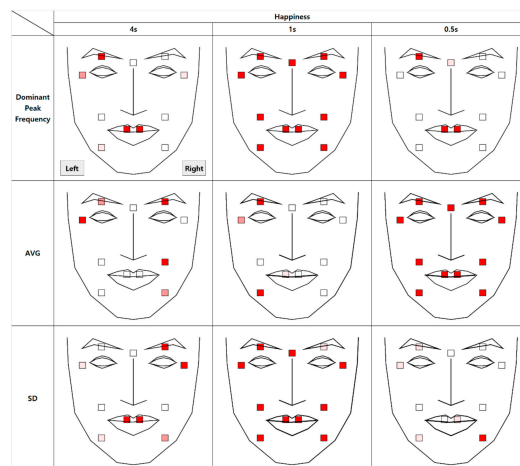 Happiness
4s 1s 0.5s
Dominant
Peak
Frequency
Left Right
AVG
SD